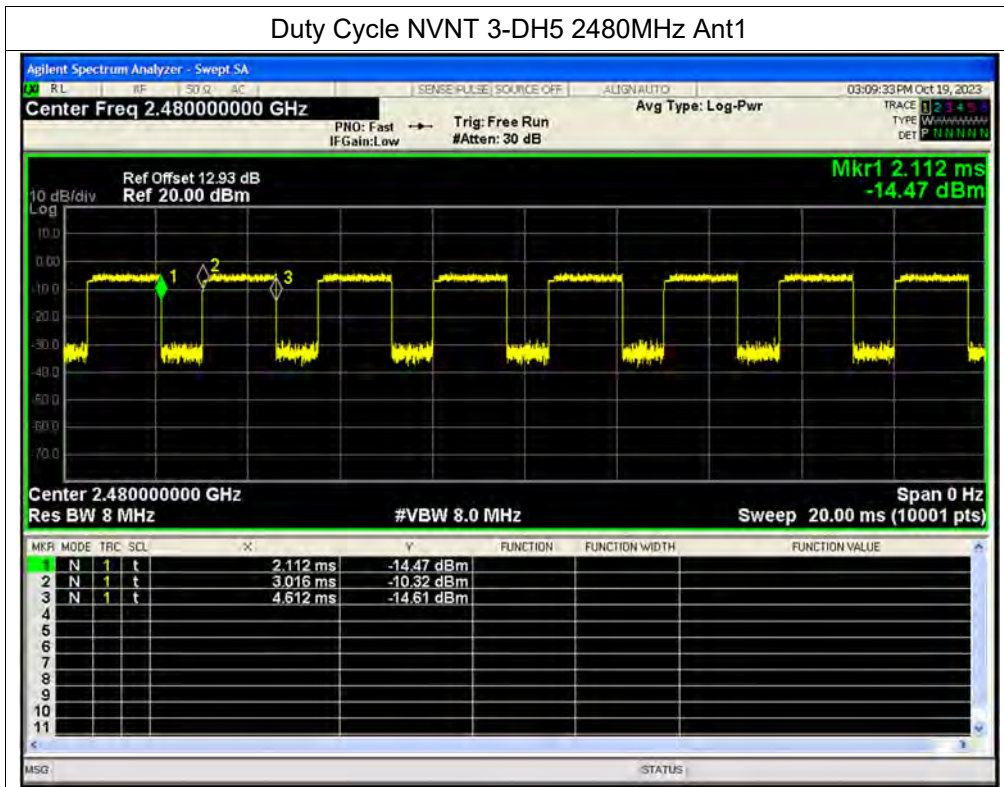 Duty Cycle NVNT 3-DH5 2480MHz Ant1
Agilent Spectrum Analyzer - Swept SA
RL RF 50 Ω AC SENSE:PULSE SOURCE OFF ALIGN AUTO 03:09:33 PM Oct 19, 2023
Center Freq 2.480000000 GHz
Avg Type: Log-Pwr
TRACE 1 2 3 4 5 6
PNO: Fast
Trig: Free Run
TYPE W
IFGain:Low
#Atten: 30 dB
DET P N N N N N
Mkr1 2.112 ms
Ref Offset 12.93 dB
-14.47 dBm
10 dB/div
Ref 20.00 dBm
Log
10.0
0.00
-10.0
-20.0
-30.0
-40.0
-50.0
-60.0
-70.0
1
2
3
Center 2.480000000 GHz
Span 0 Hz
Res BW 8 MHz
#VBW 8.0 MHz
Sweep 20.00 ms (10001 pts)
MKR MODE TRC SCL X Y FUNCTION FUNCTION WIDTH FUNCTION VALUE
1 N 1 t 2.112 ms -14.47 dBm
2 N 1 t 3.016 ms -10.32 dBm
3 N 1 t 4.612 ms -14.61 dBm
4
5
6
7
8
9
10
11
MSG
STATUS